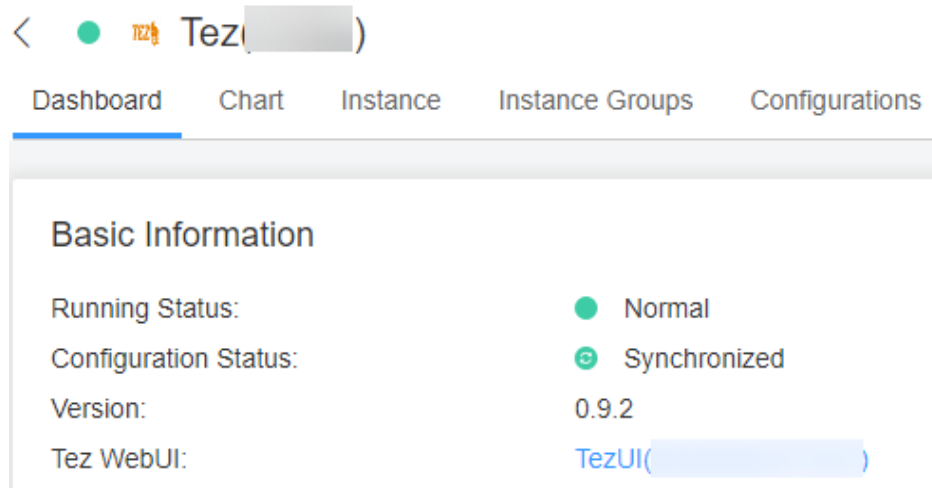 TEZ Tez( )
Dashboard Chart Instance Instance Groups Configurations
Basic Information
Running Status: Normal
Configuration Status: Synchronized
Version: 0.9.2
Tez WebUI: TezUI( )